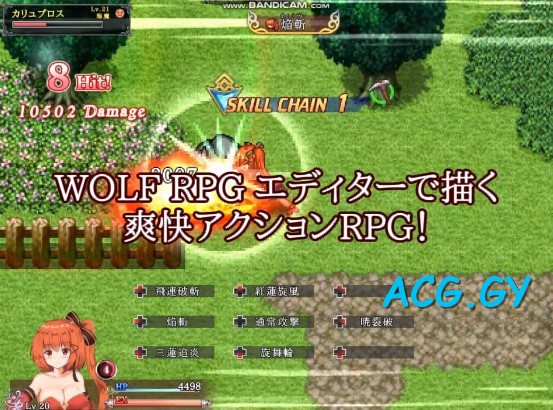 WWW.BANDICAM.COM
カリュブロス
Lv.21
焔斬
8 Hit!
10502 Damage
SKILL CHAIN 1
WOLF RPG エディターで描く
爽快アクションRPG!
ACG.GY
飛連破斬
紅蓮旋風
焔斬
通常攻撃
暁裂破
三蓮追炎
旋舞輪
4
HP
4498
Lv 20